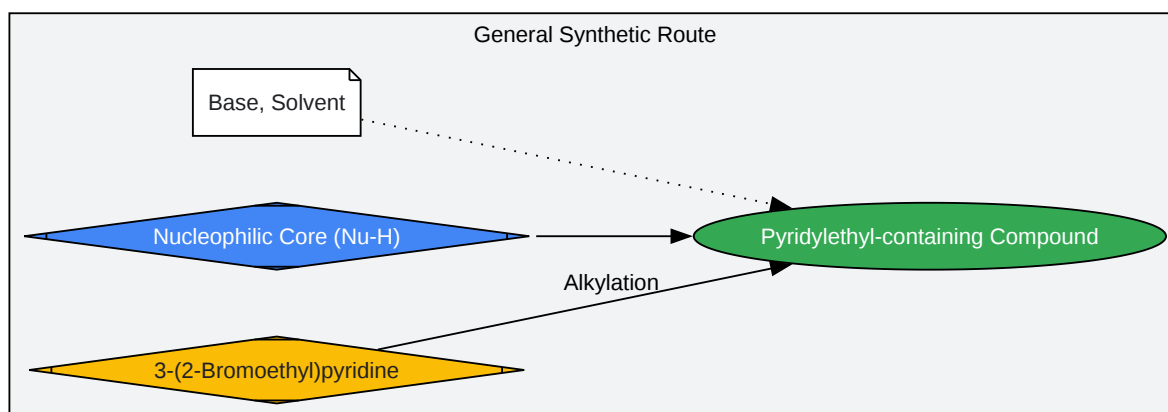 General Synthetic Route
Base, Solvent
Nucleophilic Core (Nu-H)
Pyridylethyl-containing Compound
Alkylation
3-(2-Bromoethyl)pyridine